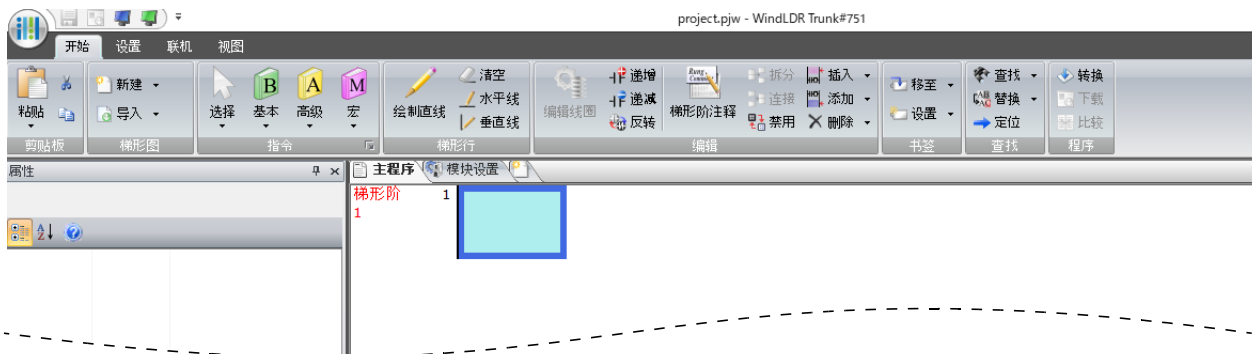 project.pjw - WindLDR Trunk#751
开始 设置 联机 视图
粘贴 新建 导入 选择 B 基本 A 高级 M 宏 绘制直线 清空 水平线 垂直线 编辑线圈 递增 递减 反转 Rung Comment 梯形阶注释 拆分 连接 禁用 插入 添加 删除 移至 设置 查找 替换 定位 转换 下载 比较
剪贴板 梯形图 指令 梯形行 编辑 书签 查找 程序
属性 主程序 模块设置
梯形阶 1
1